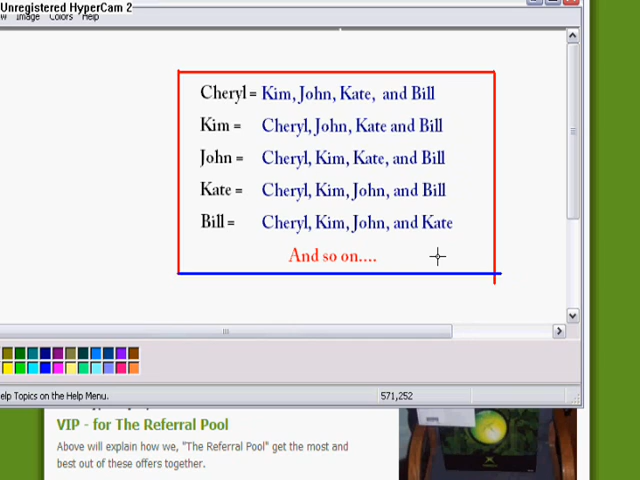 Unregistered HyperCam 2
w Image Colors Help
Cheryl = Kim, John, Kate, and Bill
Kim = Cheryl, John, Kate and Bill
John = Cheryl, Kim, Kate, and Bill
Kate = Cheryl, Kim, John, and Bill
Bill = Cheryl, Kim, John, and Kate
And so on....
elp Topics on the Help Menu.
571,252
VIP - for The Referral Pool
Above will explain how we, "The Referral Pool" get the most and
best out of these offers together.